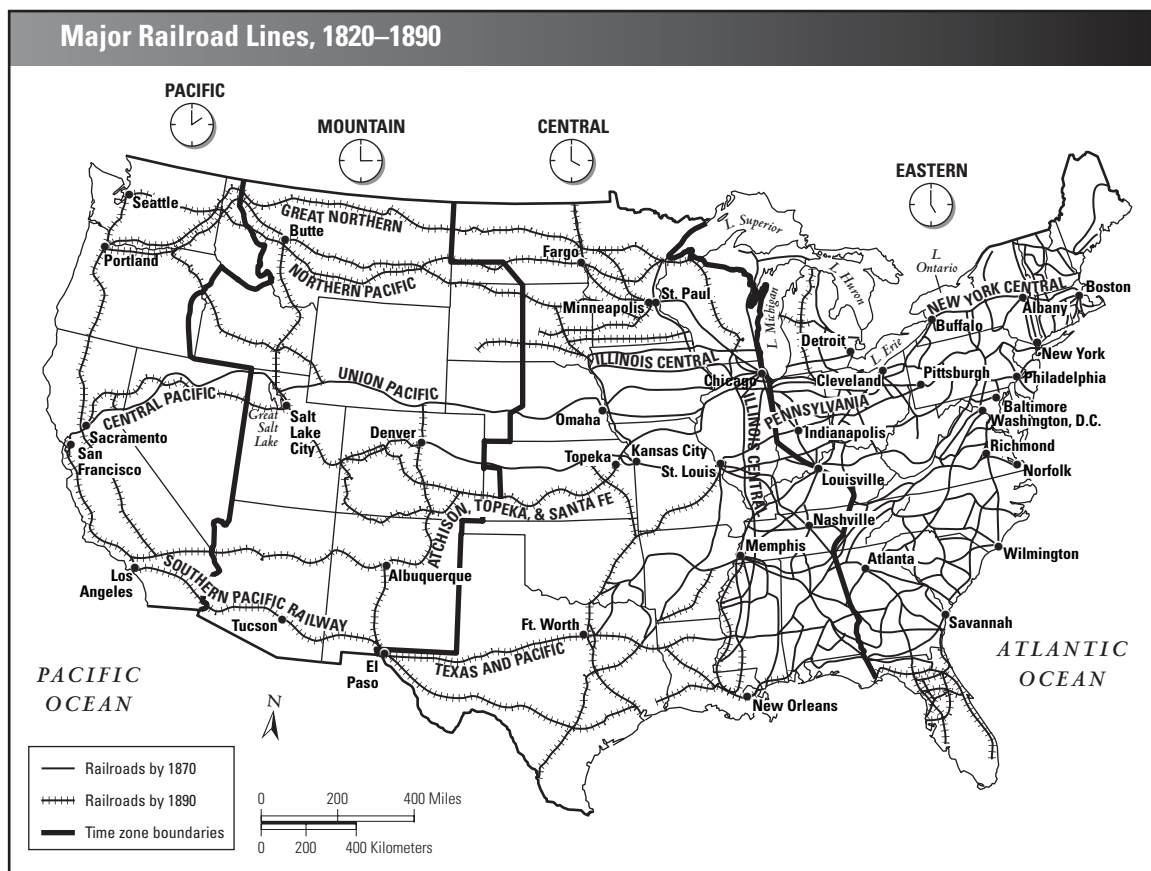 Major Railroad Lines, 1820–1890
PACIFIC
MOUNTAIN
CENTRAL
EASTERN
Seattle
Portland
GREAT NORTHERN
Butte
NORTHERN PACIFIC
Fargo
Minneapolis
St. Paul
L. Superior
L. Michigan
L. Huron
L.
Ontario
L. Erie
NEW YORK CENTRAL
Boston
Albany
Buffalo
Detroit
New York
ILLINOIS CENTRAL
Chicago
Cleveland
Pittsburgh
Philadelphia
PENNSYLVANIA
Baltimore
Washington, D.C.
UNION PACIFIC
CENTRAL PACIFIC
Great
Salt
Lake
Salt
Lake
City
Sacramento
San
Francisco
Denver
Omaha
Topeka
Kansas City
St. Louis
ILLINOIS CENTRAL
Indianapolis
Louisville
Richmond
Norfolk
ATCHISON, TOPEKA, & SANTA FE
Nashville
Memphis
Atlanta
Wilmington
Los
Angeles
SOUTHERN PACIFIC RAILWAY
Albuquerque
Tucson
Ft. Worth
Savannah
El
Paso
TEXAS AND PACIFIC
New Orleans
PACIFIC
OCEAN
ATLANTIC
OCEAN
N
Railroads by 1870
Railroads by 1890
Time zone boundaries
0 200 400 Miles
0 200 400 Kilometers